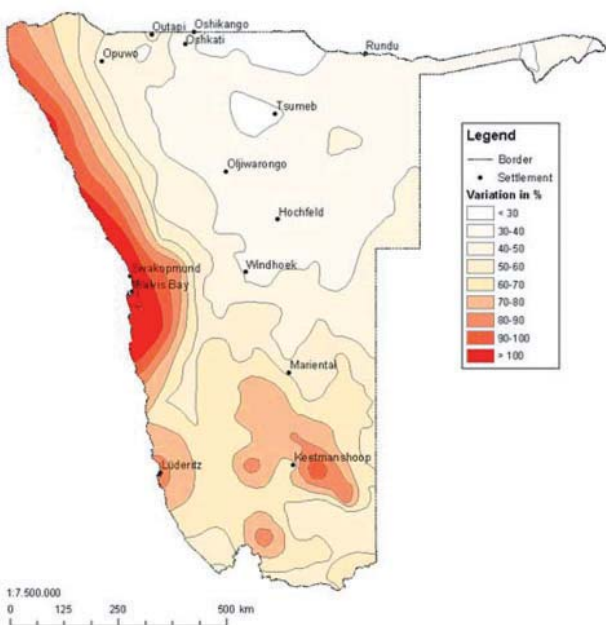 Outapi
Oshikango
Oshkati
Opuwo
Rundu
Tsumeb
Oljiwarongo
Hochfeld
Windhoek
Swakopmund
Walvis Bay
Mariental
Keetmanshoop
Lüderitz
Legend
Border
Settlement
Variation in %
< 30
30-40
40-50
50-60
60-70
70-80
80-90
90-100
> 100
1:7.500.000
0 125 250 500 km